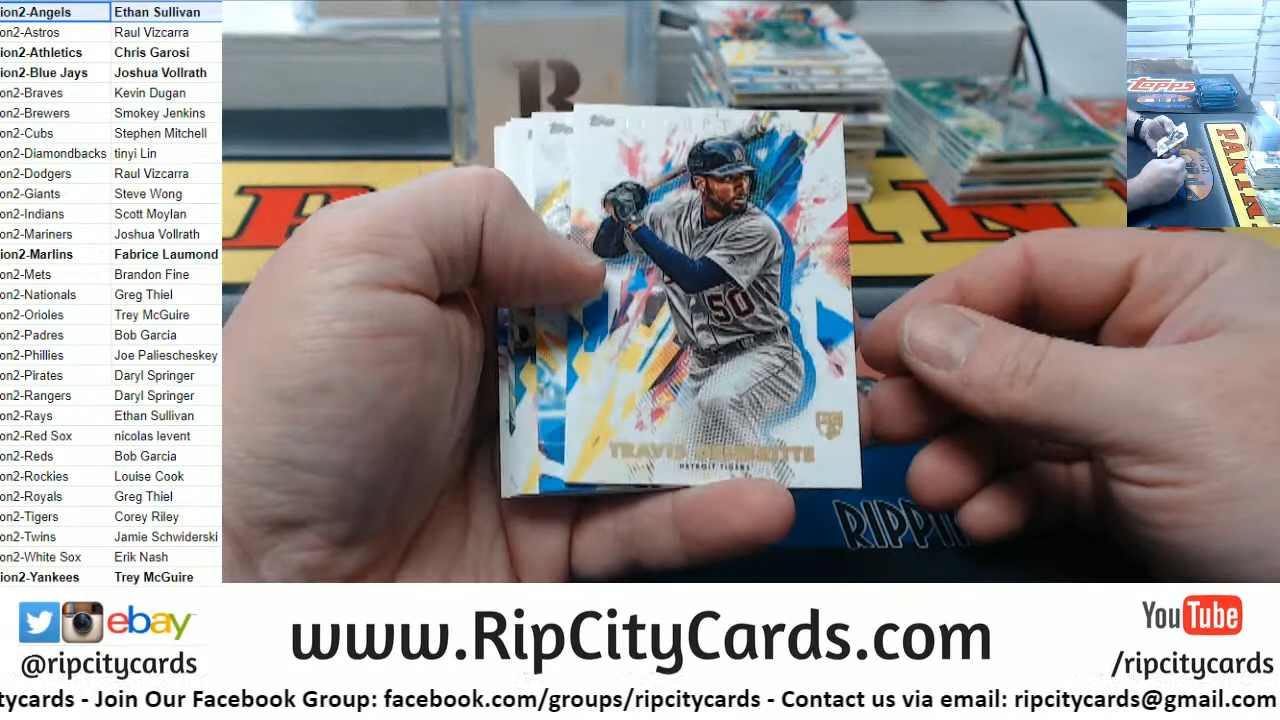 ion2-Angels Ethan Sullivan
on2-Astros Raul Vizcarra
ion2-Athletics Chris Garosi
ion2-Blue Jays Joshua Vollrath
on2-Braves Kevin Dugan
on2-Brewers Smokey Jenkins
on2-Cubs Stephen Mitchell
on2-Diamondbacks tinyi Lin
on2-Dodgers Raul Vizcarra
on2-Giants Steve Wong
on2-Indians Scott Moylan
on2-Mariners Joshua Vollrath
ion2-Marlins Fabrice Laumond
on2-Mets Brandon Fine
on2-Nationals Greg Thiel
on2-Orioles Trey McGuire
on2-Padres Bob Garcia
on2-Phillies Joe Paliescheskey
on2-Pirates Daryl Springer
on2-Rangers Daryl Springer
on2-Rays Ethan Sullivan
on2-Red Sox nicolas levent
on2-Reds Bob Garcia
on2-Rockies Louise Cook
on2-Royals Greg Thiel
on2-Tigers Corey Riley
on2-Twins Jamie Schwiderski
on2-White Sox Erik Nash
ion2-Yankees Trey McGuire
Topps
PANIN
Topps
50
TRAVIS DEMERITTE
DETROIT TIGERS
RIPPIN
ebay
@ripcitycards
www.RipCityCards.com
YouTube
/ripcitycards
tycards - Join Our Facebook Group: facebook.com/groups/ripcitycards - Contact us via email: ripcitycards@gmail.com